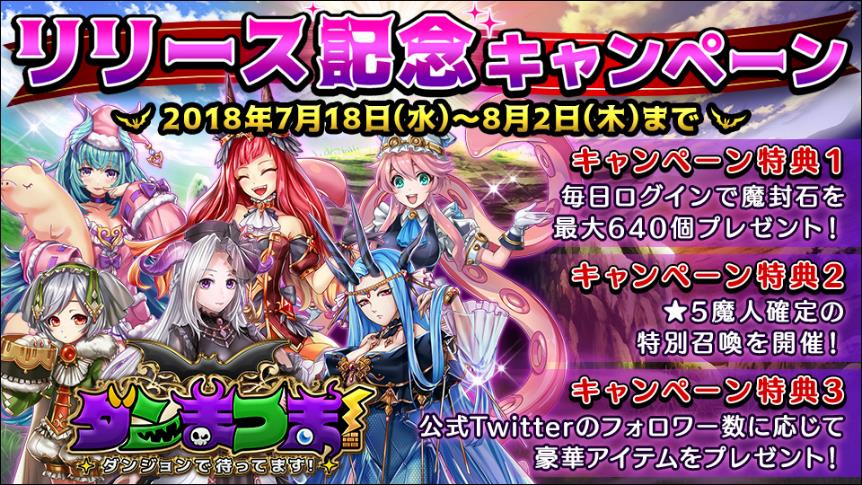 リリース記念キャンペーン
2018年7月18日(水)～8月2日(木)まで
キャンペーン特典1
毎日ログインで魔封石を
最大640個プレゼント!
キャンペーン特典2
★5魔人確定の
特別召喚を開催!
キャンペーン特典3
公式Twitterのフォロワー数に応じて
豪華アイテムをプレゼント!
ダンまつま
ダンジョンで待ってます!